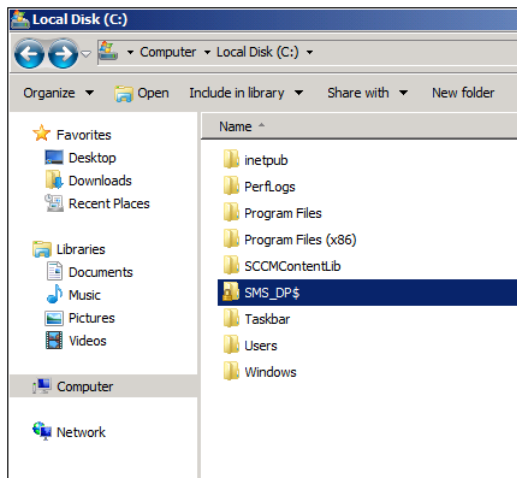 Local Disk (C:)
Computer Local Disk (C:)
Organize Open Include in library Share with New folder
Favorites
Desktop
Downloads
Recent Places
Libraries
Documents
Music
Pictures
Videos
Computer
Network
Name
inetpub
PerfLogs
Program Files
Program Files (x86)
SCCMContentLib
SMS_DP$
Taskbar
Users
Windows